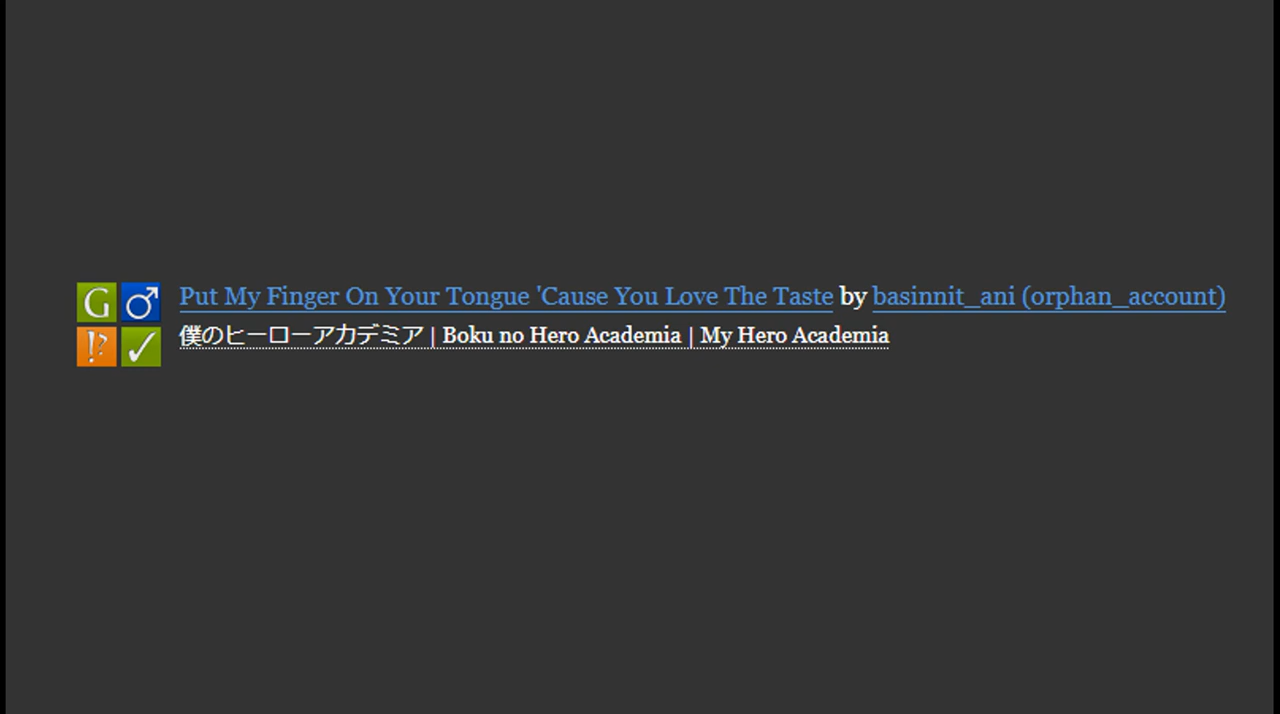 G ♂ Put My Finger On Your Tongue 'Cause You Love The Taste by basinnit_ani (orphan_account)
!? ✓ 僕のヒーローアカデミア | Boku no Hero Academia | My Hero Academia